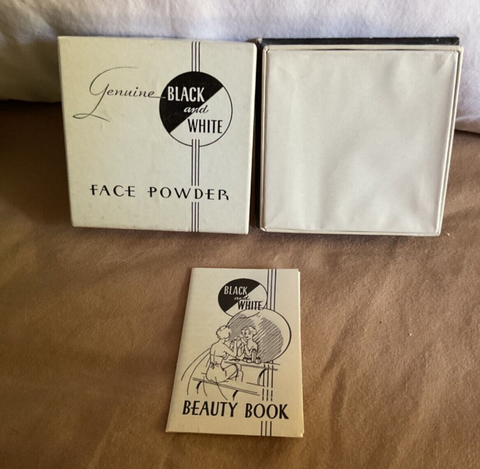 Genuine
BLACK
and
WHITE
FACE POWDER
BLACK
and
WHITE
BEAUTY BOOK